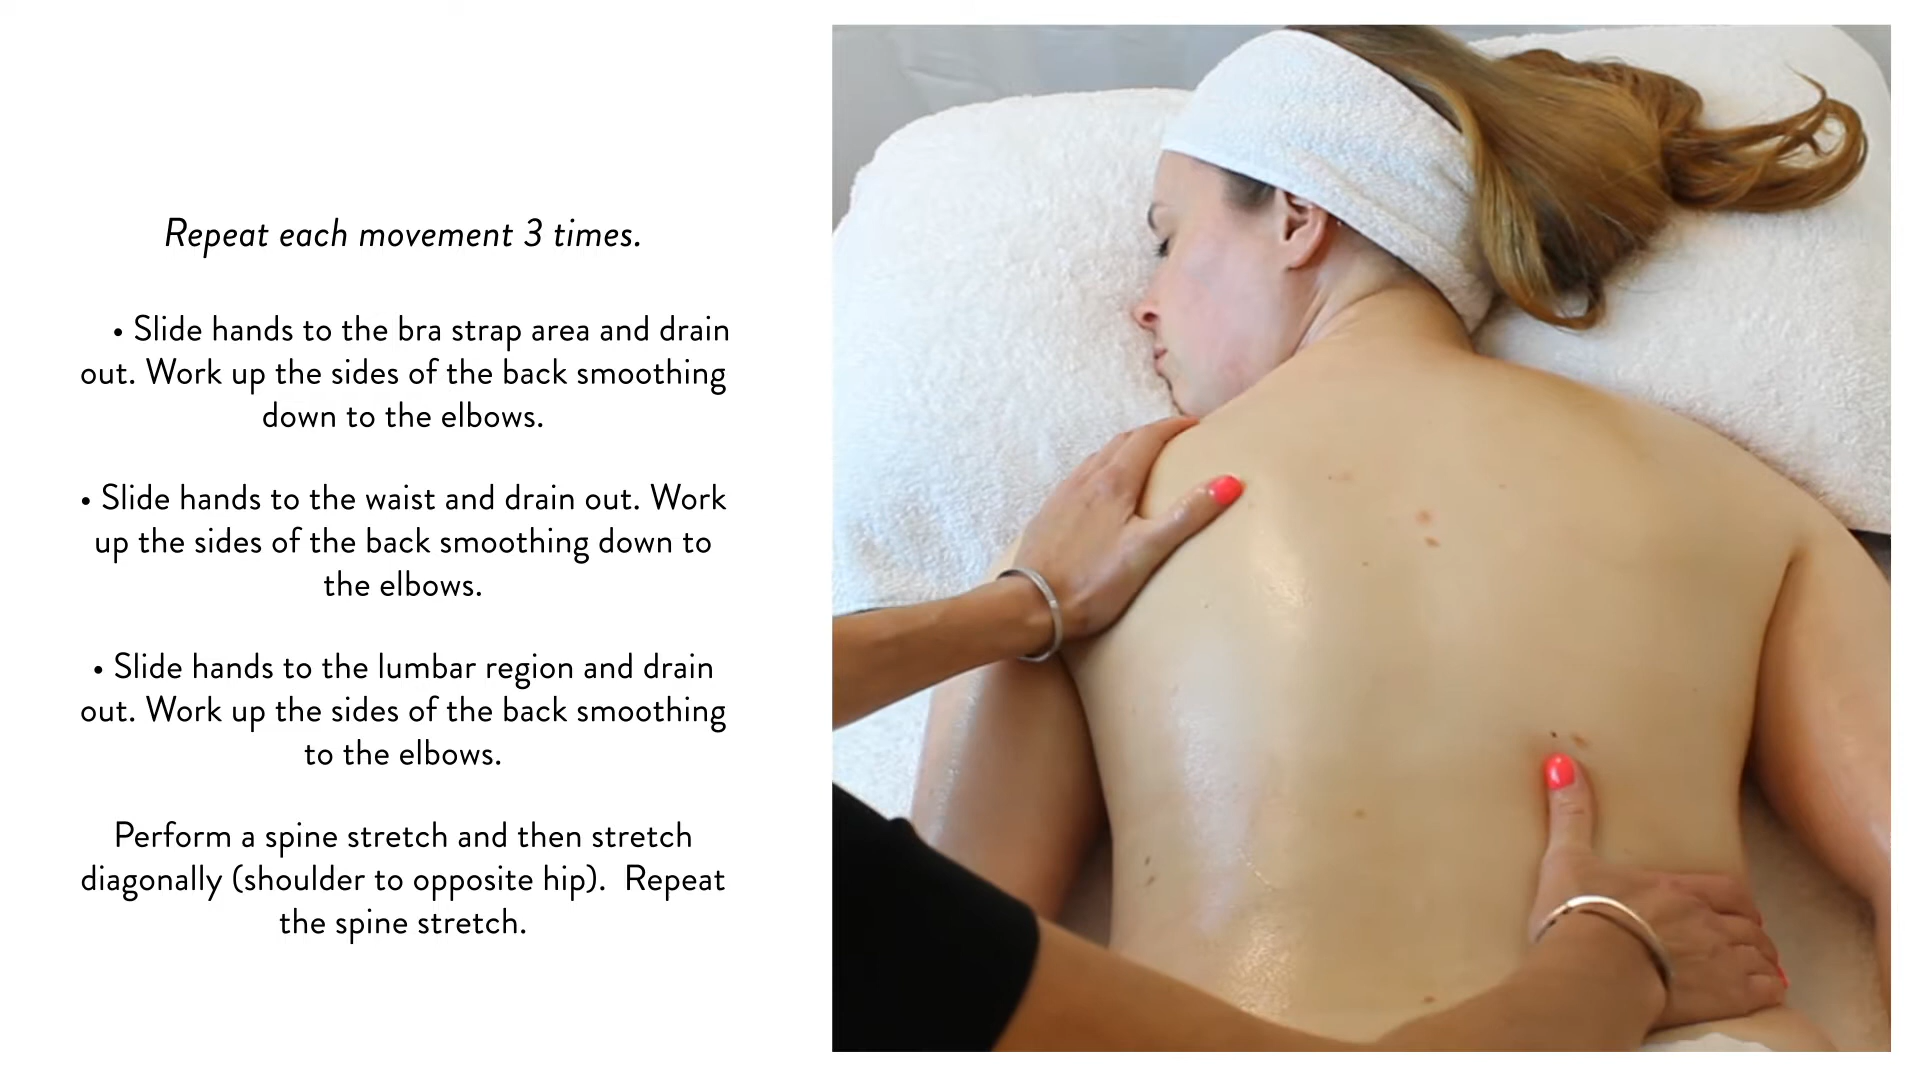 Repeat each movement 3 times.
• Slide hands to the bra strap area and drain
out. Work up the sides of the back smoothing
down to the elbows.
• Slide hands to the waist and drain out. Work
up the sides of the back smoothing down to
the elbows.
• Slide hands to the lumbar region and drain
out. Work up the sides of the back smoothing
to the elbows.
Perform a spine stretch and then stretch
diagonally (shoulder to opposite hip).  Repeat
the spine stretch.